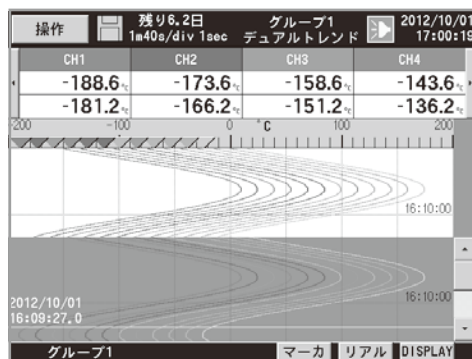 操作 残り6.2日 グループ1 2012/10/01
1m40s/div 1sec デュアルトレンド 17:00:19
CH1 CH2 CH3 CH4
-188.6℃ -173.6℃ -158.6℃ -143.6℃
-181.2℃ -166.2℃ -151.2℃ -136.2℃
-200 -100 0 ℃ 100 200
16:10:00
16:10:00
2012/10/01
16:09:27.0
グループ1 マーカ リアル DISPLAY